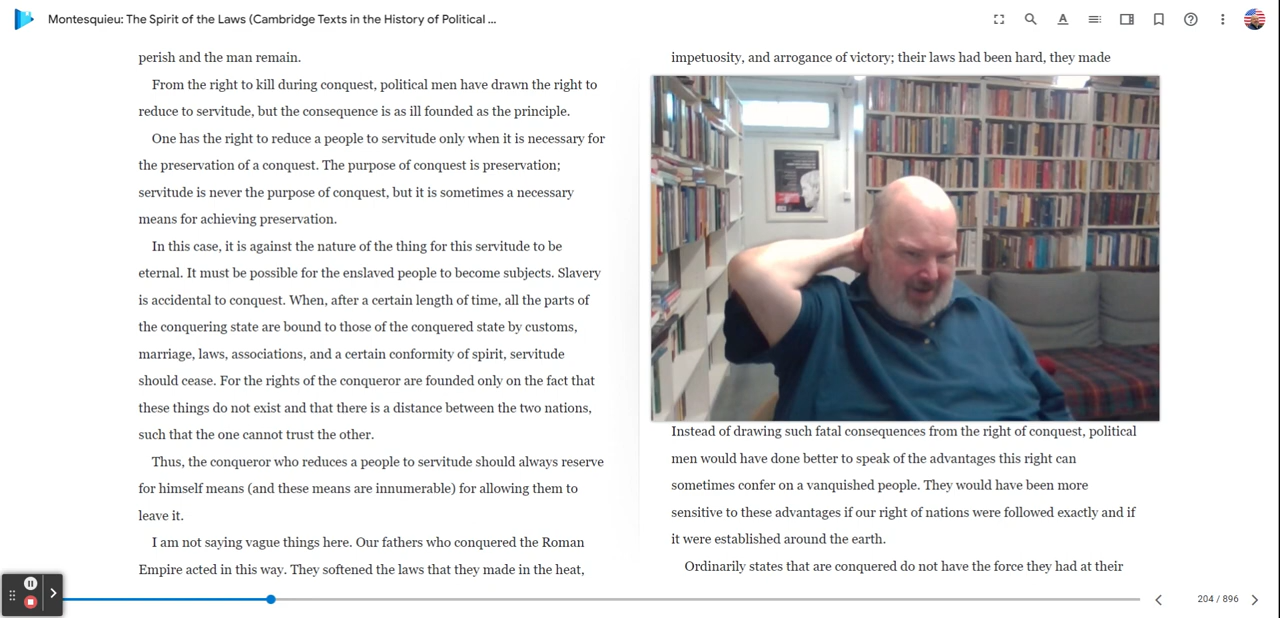 Montesquieu: The Spirit of the Laws (Cambridge Texts in the History of Political ...
perish and the man remain.
From the right to kill during conquest, political men have drawn the right to
reduce to servitude, but the consequence is as ill founded as the principle.
One has the right to reduce a people to servitude only when it is necessary for
the preservation of a conquest. The purpose of conquest is preservation;
servitude is never the purpose of conquest, but it is sometimes a necessary
means for achieving preservation.
In this case, it is against the nature of the thing for this servitude to be
eternal. It must be possible for the enslaved people to become subjects. Slavery
is accidental to conquest. When, after a certain length of time, all the parts of
the conquering state are bound to those of the conquered state by customs,
marriage, laws, associations, and a certain conformity of spirit, servitude
should cease. For the rights of the conqueror are founded only on the fact that
these things do not exist and that there is a distance between the two nations,
such that the one cannot trust the other.
Thus, the conqueror who reduces a people to servitude should always reserve
for himself means (and these means are innumerable) for allowing them to
leave it.
I am not saying vague things here. Our fathers who conquered the Roman
Empire acted in this way. They softened the laws that they made in the heat,
impetuosity, and arrogance of victory; their laws had been hard, they made
Instead of drawing such fatal consequences from the right of conquest, political
men would have done better to speak of the advantages this right can
sometimes confer on a vanquished people. They would have been more
sensitive to these advantages if our right of nations were followed exactly and if
it were established around the earth.
Ordinarily states that are conquered do not have the force they had at their
204 / 896